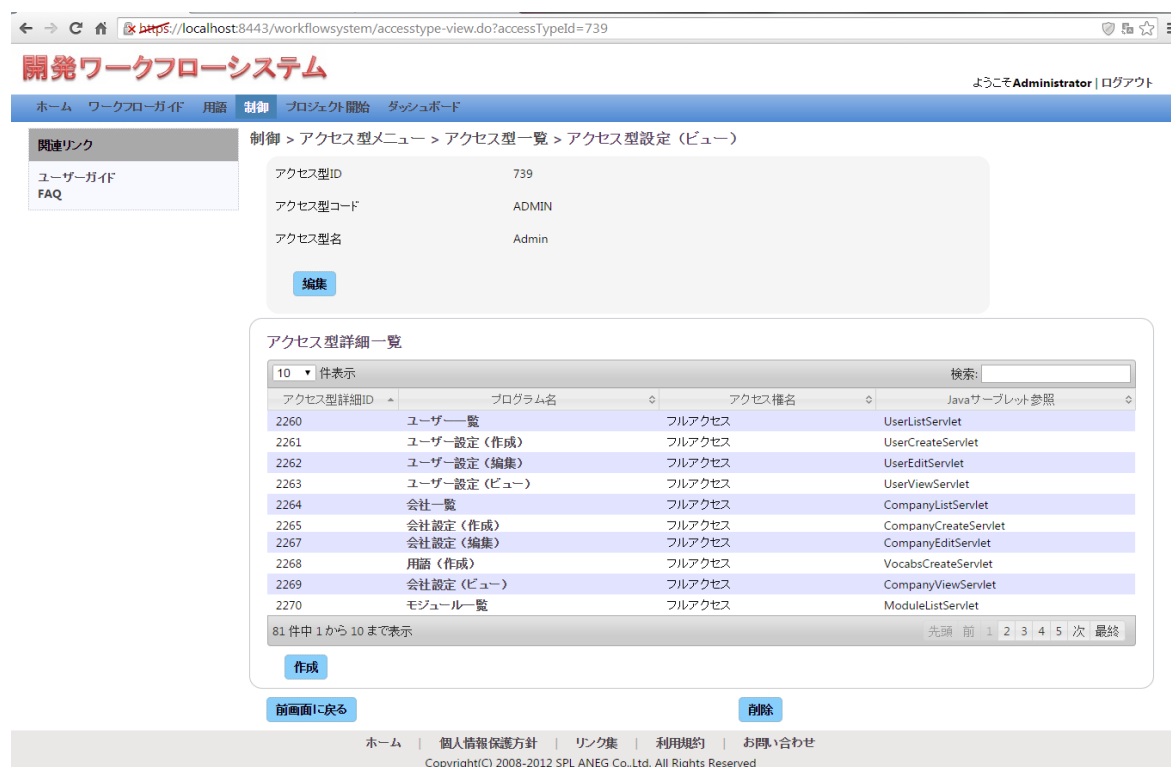 https://localhost:8443/workflowsystem/accesstype-view.do?accessTypeId=739
開発ワークフローシステム
ようこそAdministrator | ログアウト
ホーム ワークフローガイド 用語 制御 プロジェクト開始 ダッシュボード
関連リンク
ユーザーガイド
FAQ
制御 > アクセス型メニュー > アクセス型一覧 > アクセス型設定（ビュー）
アクセス型ID 739
アクセス型コード ADMIN
アクセス型名 Admin
編集
アクセス型詳細一覧
10 件表示 検索:
アクセス型詳細ID プログラム名 アクセス権名 Javaサーブレット参照
2260 ユーザー一覧 フルアクセス UserListServlet
2261 ユーザー設定（作成） フルアクセス UserCreateServlet
2262 ユーザー設定（編集） フルアクセス UserEditServlet
2263 ユーザー設定（ビュー） フルアクセス UserViewServlet
2264 会社一覧 フルアクセス CompanyListServlet
2265 会社設定（作成） フルアクセス CompanyCreateServlet
2267 会社設定（編集） フルアクセス CompanyEditServlet
2268 用語（作成） フルアクセス VocabsCreateServlet
2269 会社設定（ビュー） フルアクセス CompanyViewServlet
2270 モジュール一覧 フルアクセス ModuleListServlet
81 件中 1 から 10 まで表示 先頭 前 1 2 3 4 5 次 最終
作成
前画面に戻る 削除
ホーム | 個人情報保護方針 | リンク集 | 利用規約 | お問い合わせ
Copyright(C) 2008-2012 SPL ANEG Co.,Ltd. All Rights Reserved